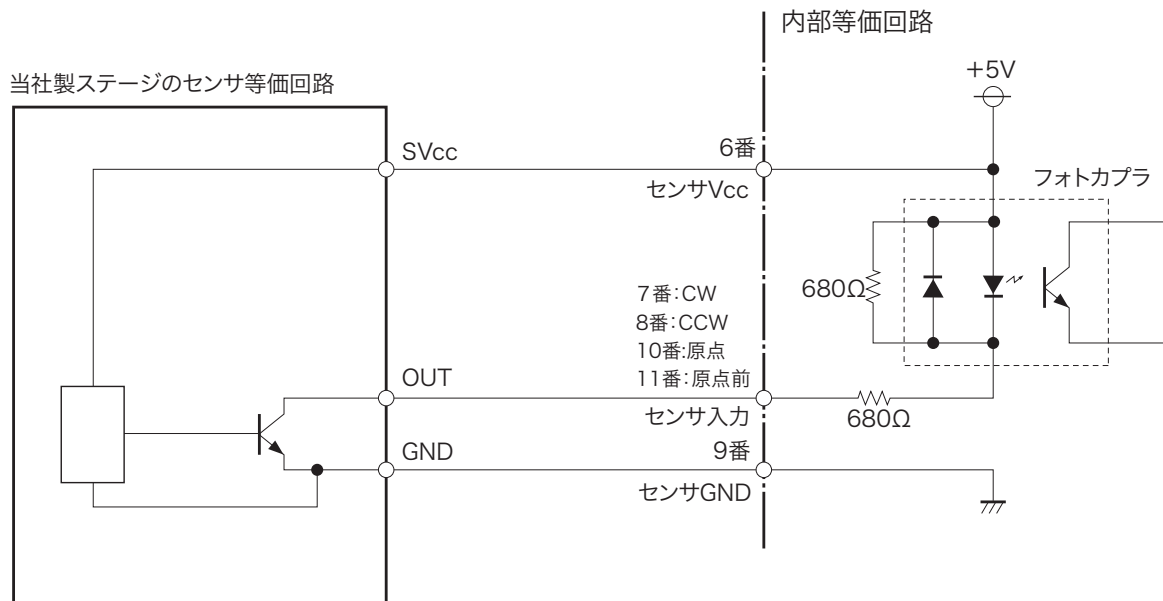 内部等価回路
当社製ステージのセンサ等価回路
+5V
SVcc
6番
センサVcc
フォトカプラ
680Ω
7番:CW
8番:CCW
10番:原点
11番:原点前
OUT
センサ入力
680Ω
GND
9番
センサGND